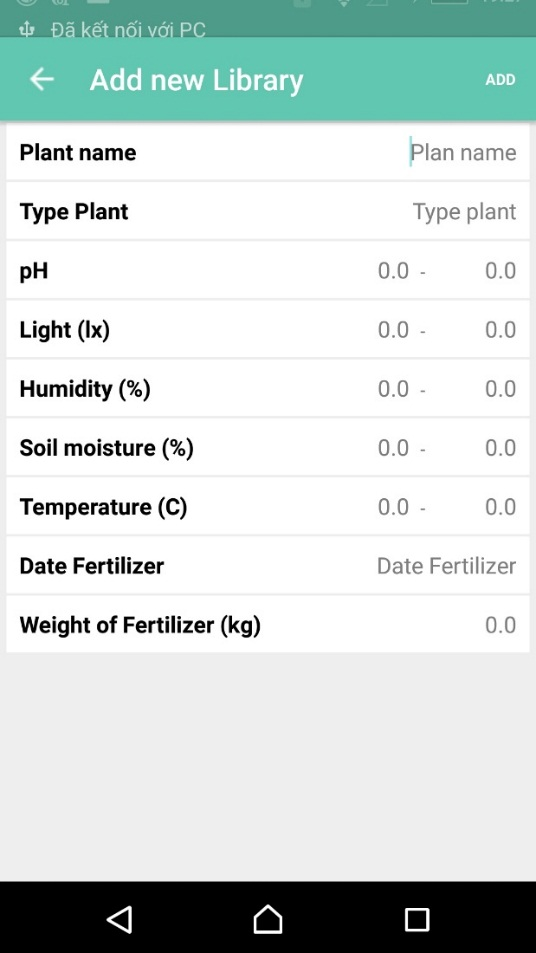 Đã kết nối với PC
Add new Library ADD
Plant name Plan name
Type Plant Type plant
pH 0.0 - 0.0
Light (lx) 0.0 - 0.0
Humidity (%) 0.0 - 0.0
Soil moisture (%) 0.0 - 0.0
Temperature (C) 0.0 - 0.0
Date Fertilizer Date Fertilizer
Weight of Fertilizer (kg) 0.0